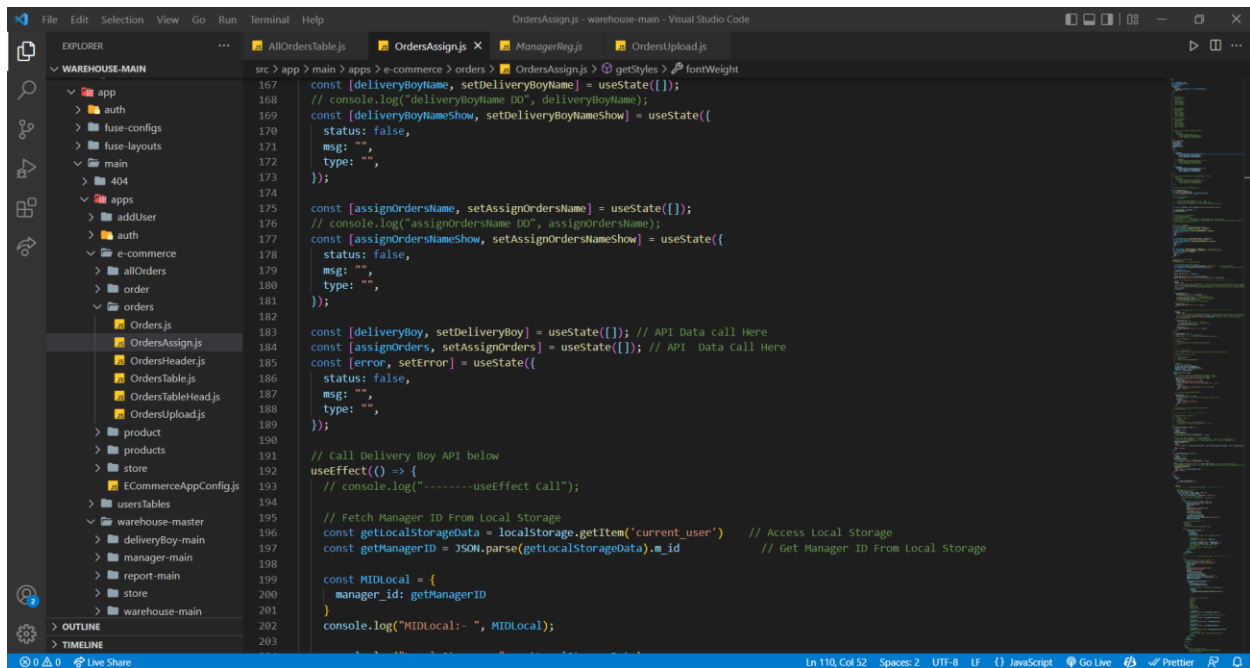 File Edit Selection View Go Run Terminal Help OrdersAssign.js - warehouse-main - Visual Studio Code
EXPLORER
AllOrdersTable.js OrdersAssign.js ManagerReg.js OrdersUpload.js
WAREHOUSE-MAIN
app
auth
fuse-configs
fuse-layouts
main
404
apps
addUser
auth
e-commerce
allOrders
order
orders
Orders.js
OrdersAssign.js
OrdersHeader.js
OrdersTable.js
OrdersTableHead.js
OrdersUpload.js
product
products
store
ECommerceAppConfig.js
usersTables
warehouse-master
deliveryBoy-main
manager-main
report-main
store
warehouse-main
OUTLINE
TIMELINE
src > app > main > apps > e-commerce > orders > OrdersAssign.js > getStyles > fontWeight
167 const [deliveryBoyName, setDeliveryBoyName] = useState([]);
168 // console.log("deliveryBoyName DD", deliveryBoyName);
169 const [deliveryBoyNameShow, setDeliveryBoyNameShow] = useState({
170 status: false,
171 msg: "",
172 type: "",
173 });
174
175 const [assignOrdersName, setAssignOrdersName] = useState([]);
176 // console.log("assignOrdersName DD", assignOrdersName);
177 const [assignOrdersNameShow, setAssignOrdersNameShow] = useState({
178 status: false,
179 msg: "",
180 type: "",
181 });
182
183 const [deliveryBoy, setDeliveryBoy] = useState([]); // API Data call Here
184 const [assignOrders, setAssignOrders] = useState([]); // API  Data Call Here
185 const [error, setError] = useState({
186 status: false,
187 msg: "",
188 type: "",
189 });
190
191 // Call Delivery Boy API below
192 useEffect(() => {
193 // console.log("--------useEffect Call");
194
195 // Fetch Manager ID From Local Storage
196 const getLocalStorageData = localStorage.getItem('current_user') // Access Local Storage
197 const getManagerID = JSON.parse(getLocalStorageData).m_id // Get Manager ID From Local Storage
198
199 const MIDLocal = {
200 manager_id: getManagerID
201 }
202 console.log("MIDLocal:- ", MIDLocal);
203
2
0 0 Live Share Ln 110, Col 52 Spaces: 2 UTF-8 LF {} JavaScript Go Live Prettier